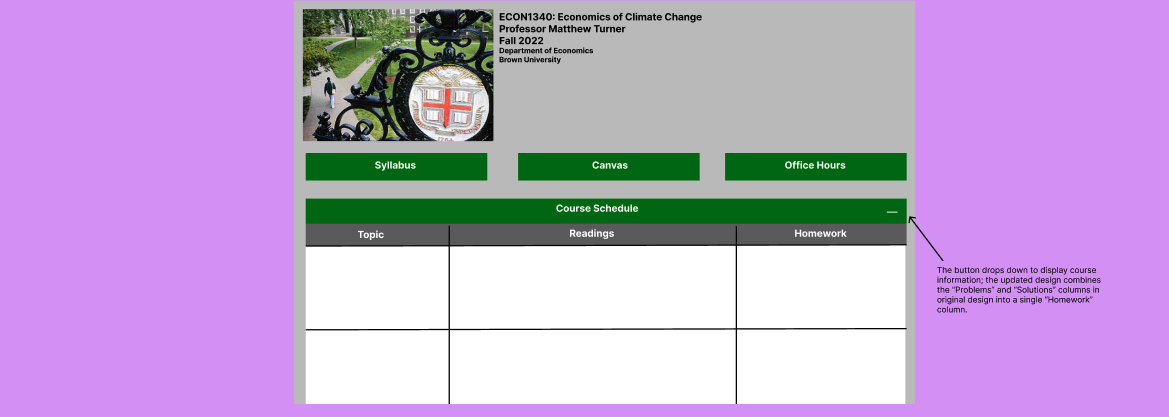 ECON1340: Economics of Climate Change
Professor Matthew Turner
Fall 2022
Department of Economics
Brown University
Syllabus
Canvas
Office Hours
Course Schedule
Topic
Readings
Homework
The button drops down to display course
information; the updated design combines
the "Problems" and "Solutions" columns in
original design into a single "Homework"
column.